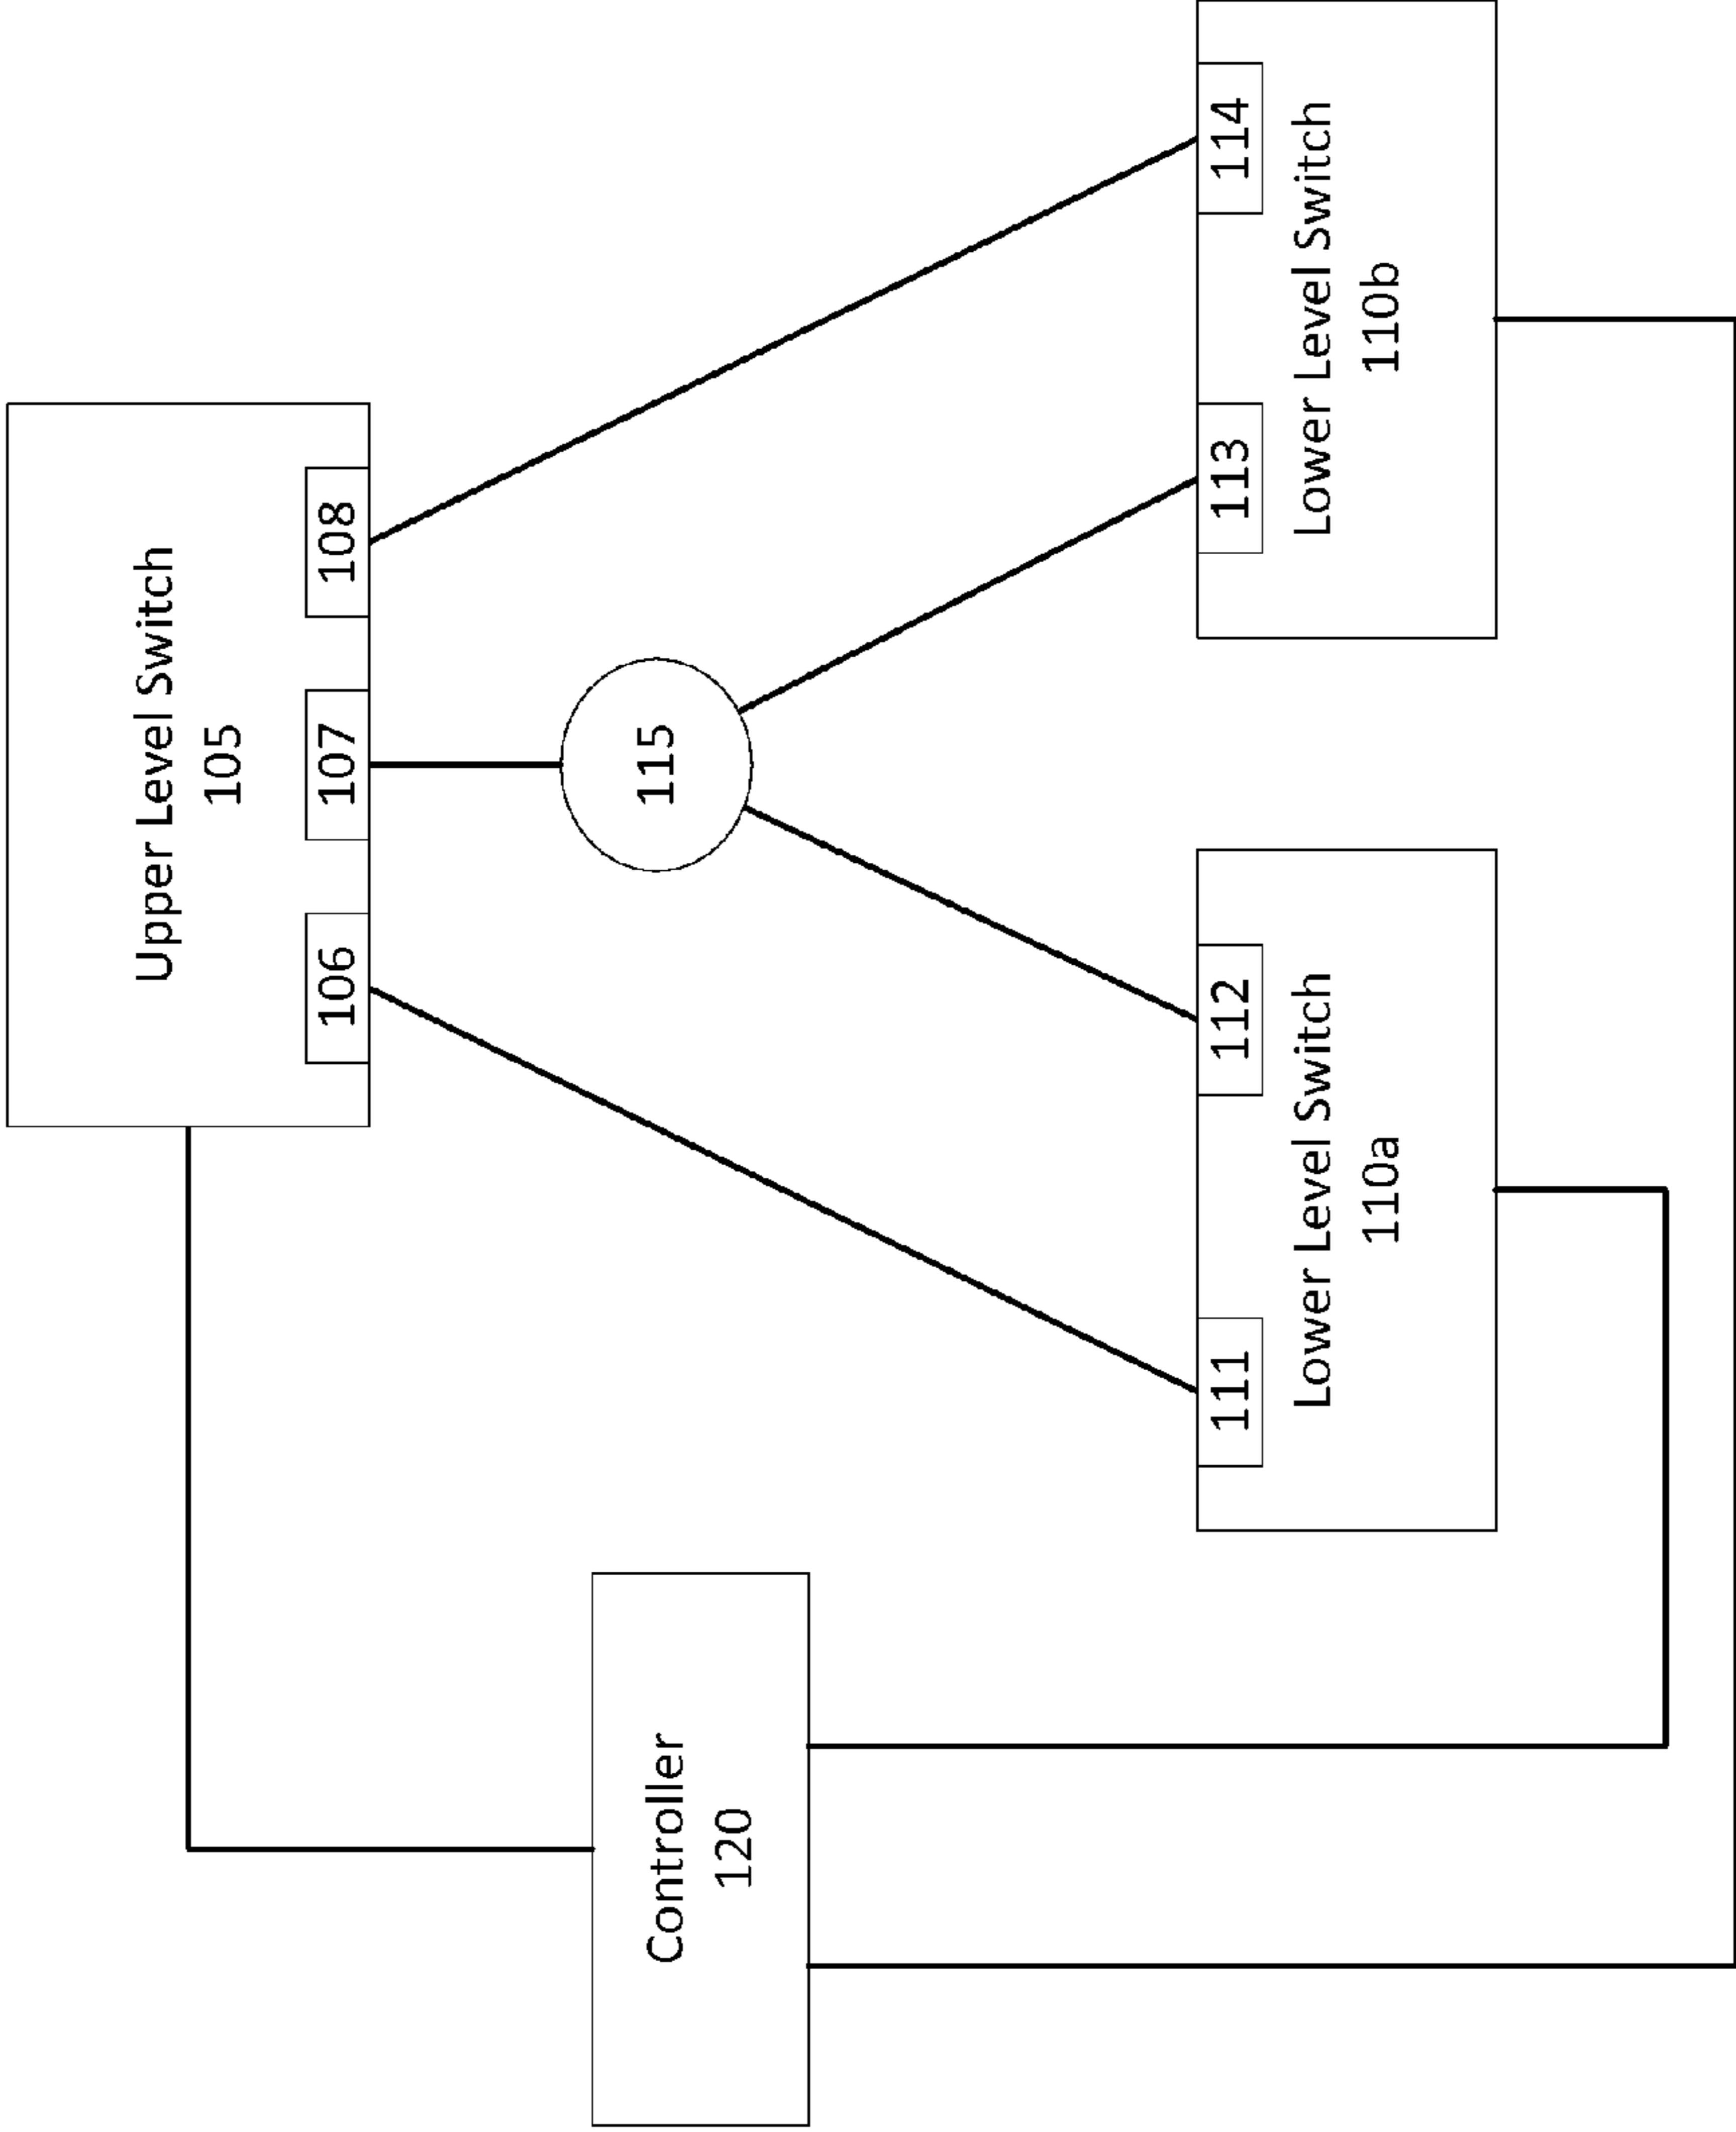 Upper Level Switch
105
106
107
108
115
Controller
120
111
112
Lower Level Switch
110a
113
114
Lower Level Switch
110b